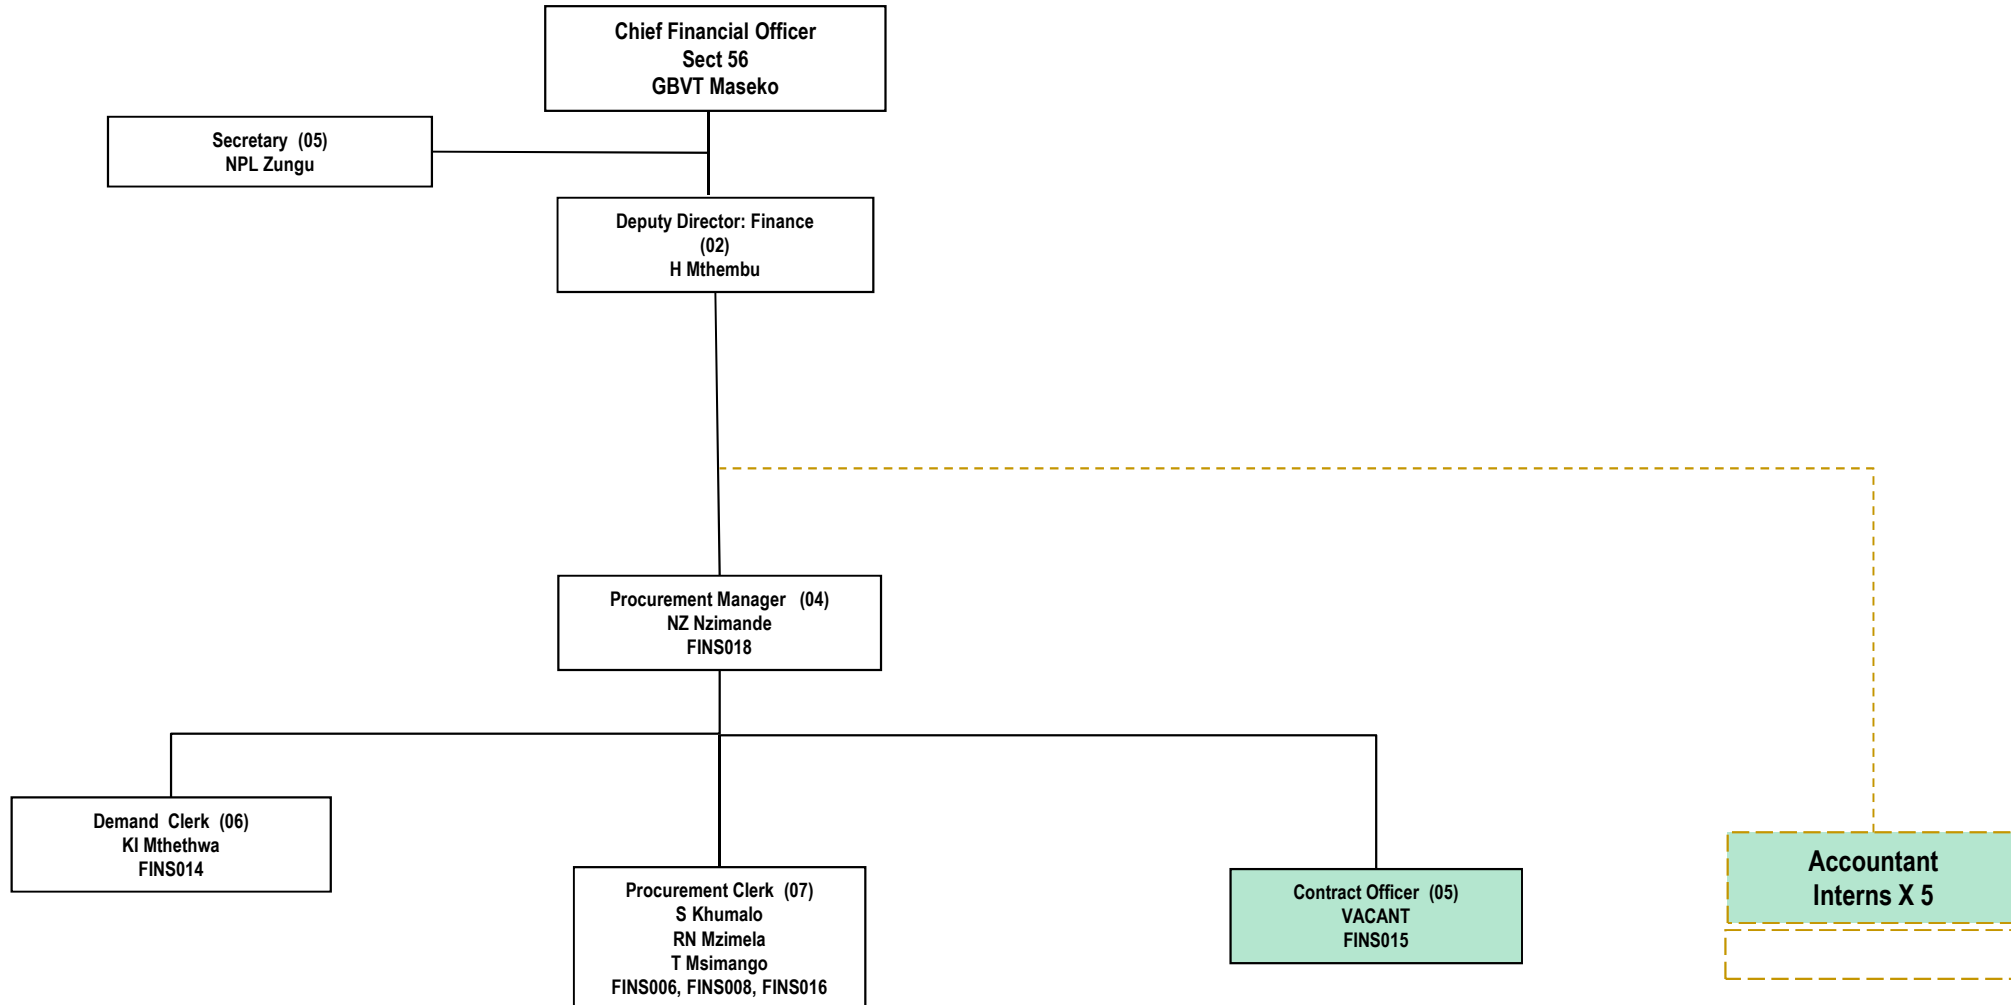 Chief Financial Officer
Sect 56
GBVT Maseko
Secretary (05)
NPL Zungu
Deputy Director: Finance
(02)
H Mthembu
Procurement Manager (04)
NZ Nzimande
FINS018
Demand Clerk (06)
KI Mthethwa
FINS014
Procurement Clerk (07)
S Khumalo
RN Mzimela
T Msimango
FINS006, FINS008, FINS016
Contract Officer (05)
VACANT
FINS015
Accountant
Interns X 5